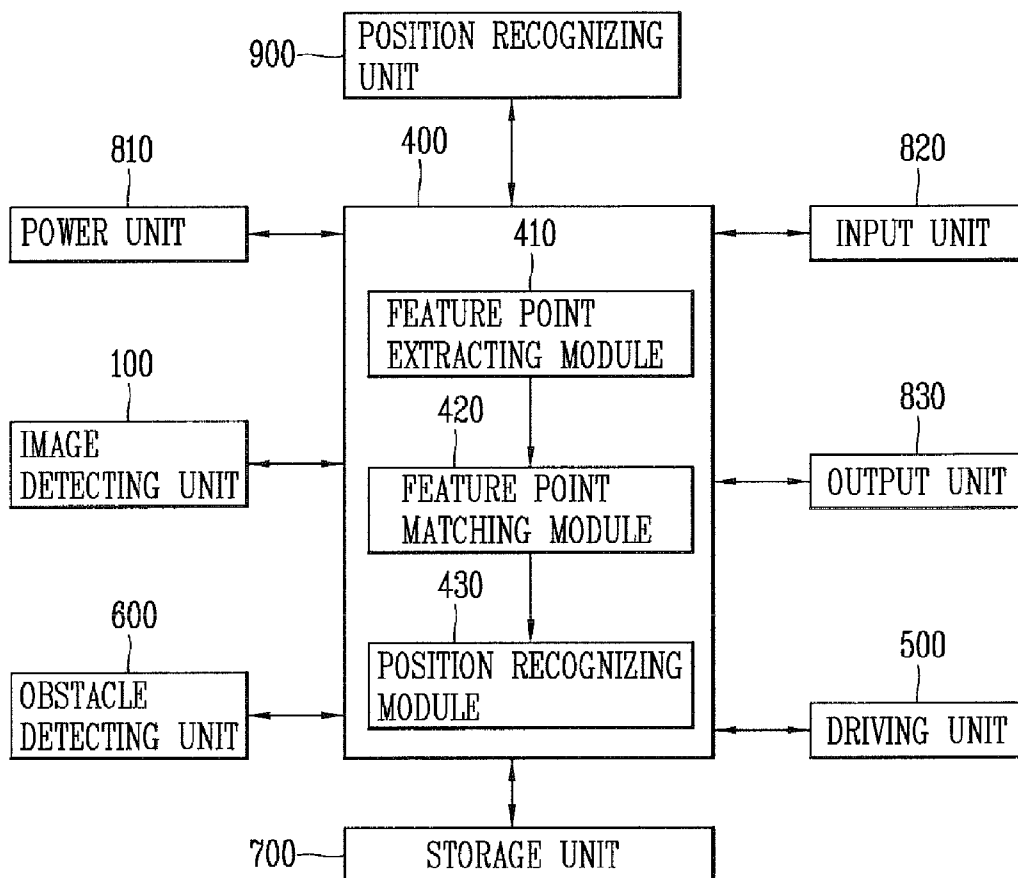 900
POSITION RECOGNIZING
UNIT
400
810
POWER UNIT
820
INPUT UNIT
410
FEATURE POINT
EXTRACTING MODULE
100
IMAGE
DETECTING UNIT
420
FEATURE POINT
MATCHING MODULE
830
OUTPUT UNIT
430
POSITION RECOGNIZING
MODULE
600
OBSTACLE
DETECTING UNIT
500
DRIVING UNIT
700
STORAGE UNIT